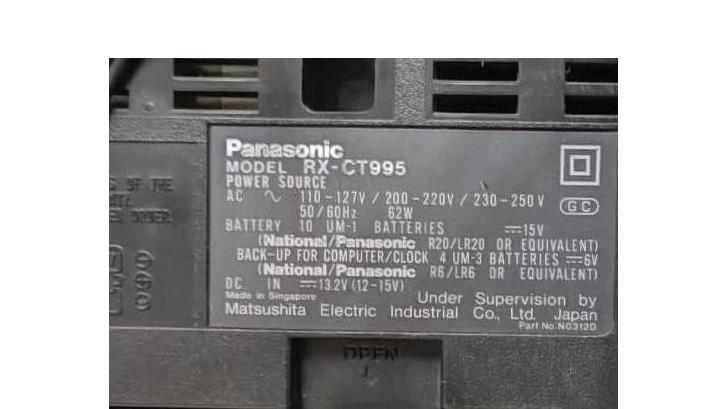 Panasonic
MODEL RX-CT995
POWER SOURCE
AC ∿ 110-127V / 200-220V / 230-250V
50/60Hz 62W
GC
BATTERY 10 UM-1 BATTERIES ⎓15V
(National/Panasonic R20/LR20 OR EQUIVALENT)
BACK-UP FOR COMPUTER/CLOCK 4 UM-3 BATTERIES ⎓6V
(National/Panasonic R6/LR6 OR EQUIVALENT)
DC IN ⎓13.2V (12-15V)
Made in Singapore
Under Supervision by
Matsushita Electric Industrial Co., Ltd. Japan
Part No. N0312D
OF THE
ORDER.
OPEN